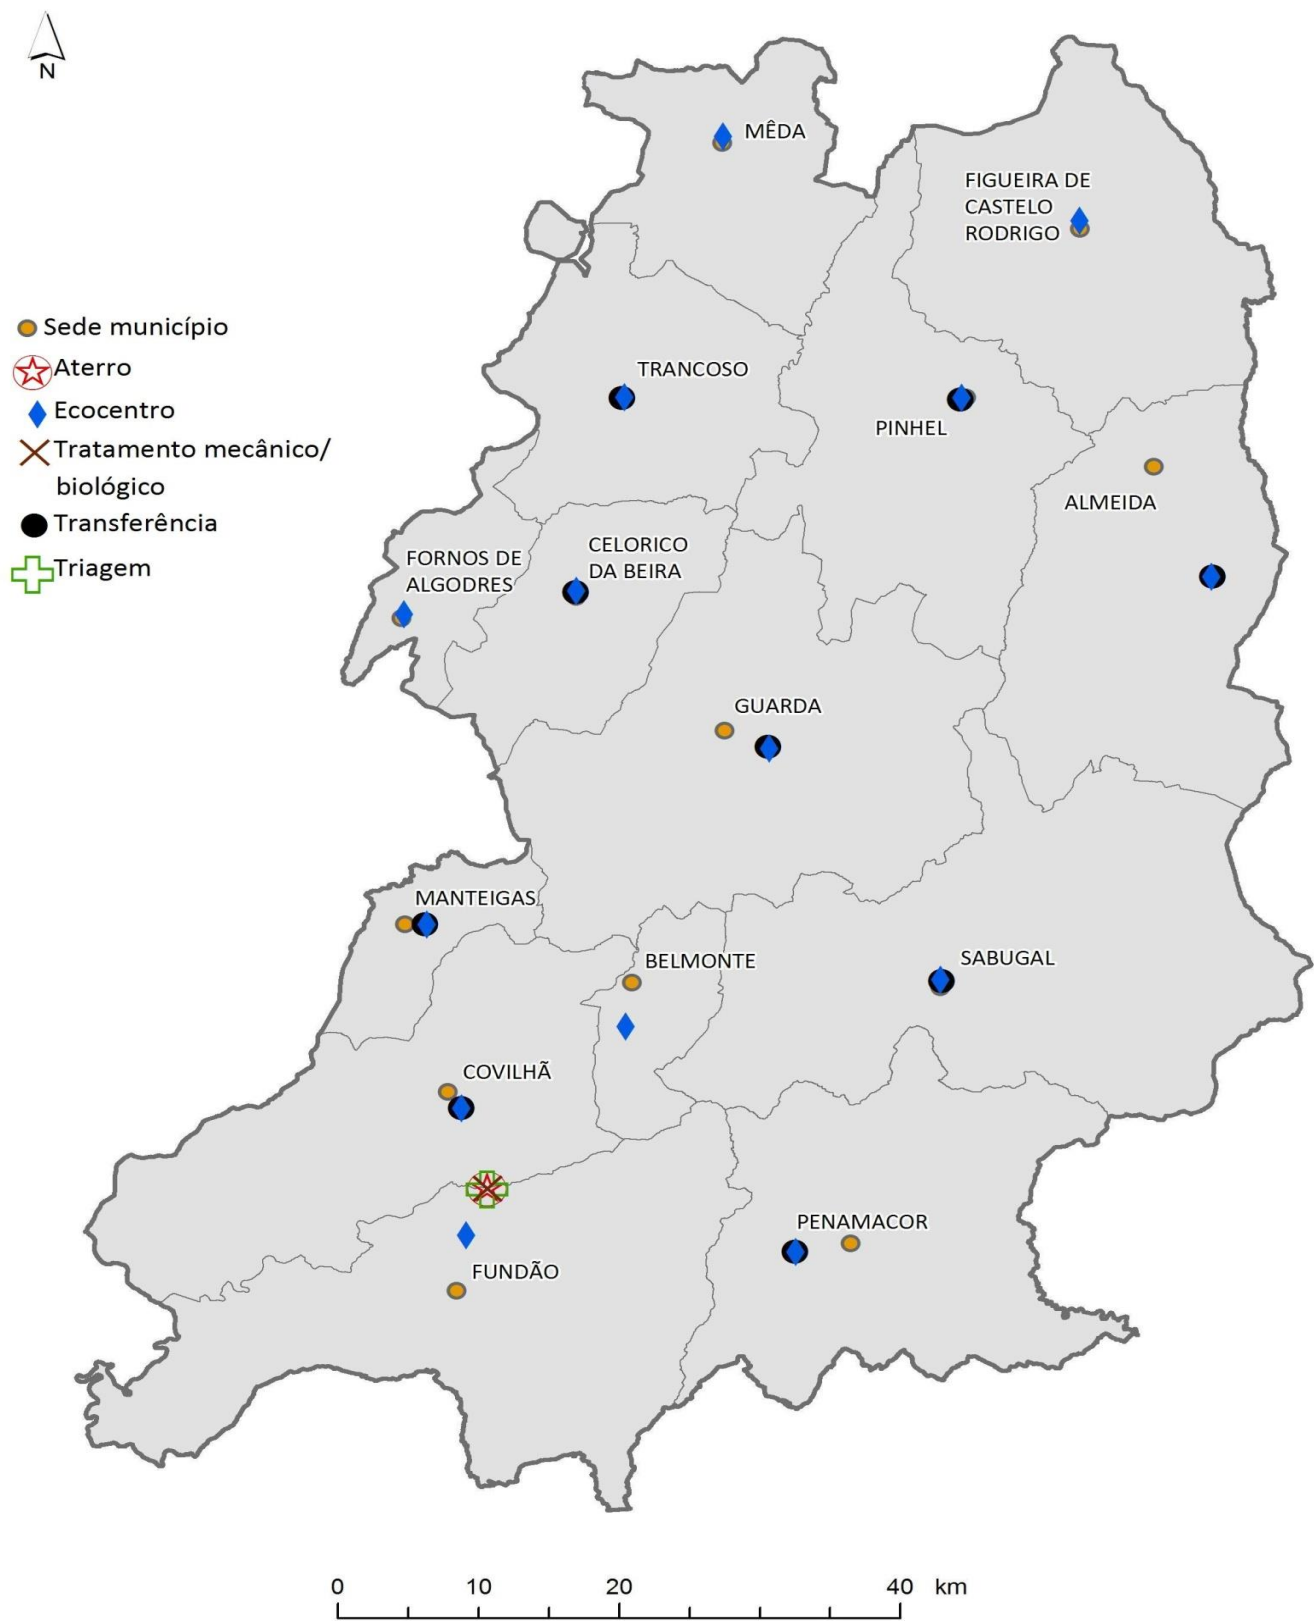 N
MÊDA
FIGUEIRA DE
CASTELO
RODRIGO
Sede município
Aterro
Ecocentro
Tratamento mecânico/
biológico
Transferência
Triagem
TRANCOSO
PINHEL
ALMEIDA
FORNOS DE
ALGODRES
CELORICO
DA BEIRA
GUARDA
MANTEIGAS
BELMONTE
SABUGAL
COVILHÃ
PENAMACOR
FUNDÃO
0 10 20 40 km